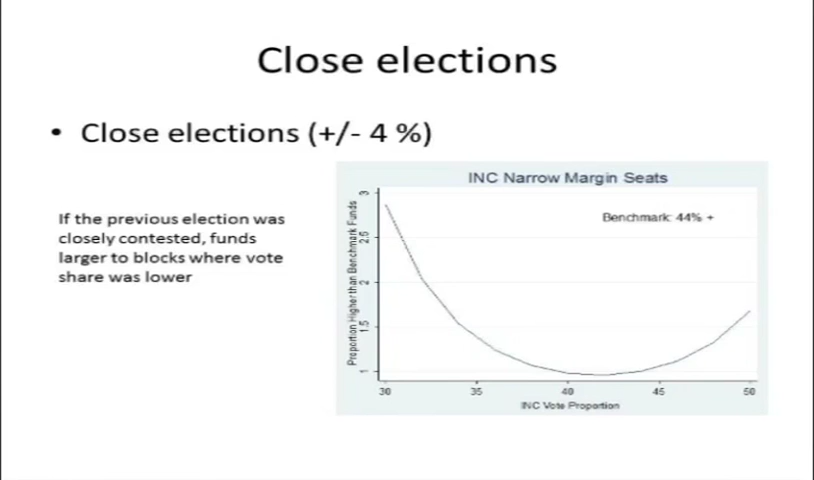 Close elections
• Close elections (+/- 4 %)
If the previous election was
closely contested, funds
larger to blocks where vote
share was lower
INC Narrow Margin Seats
Benchmark: 44% +
Proportion Higher than Benchmark Funds
3
2.5
2
1.5
1
30 35 40 45 50
INC Vote Proportion